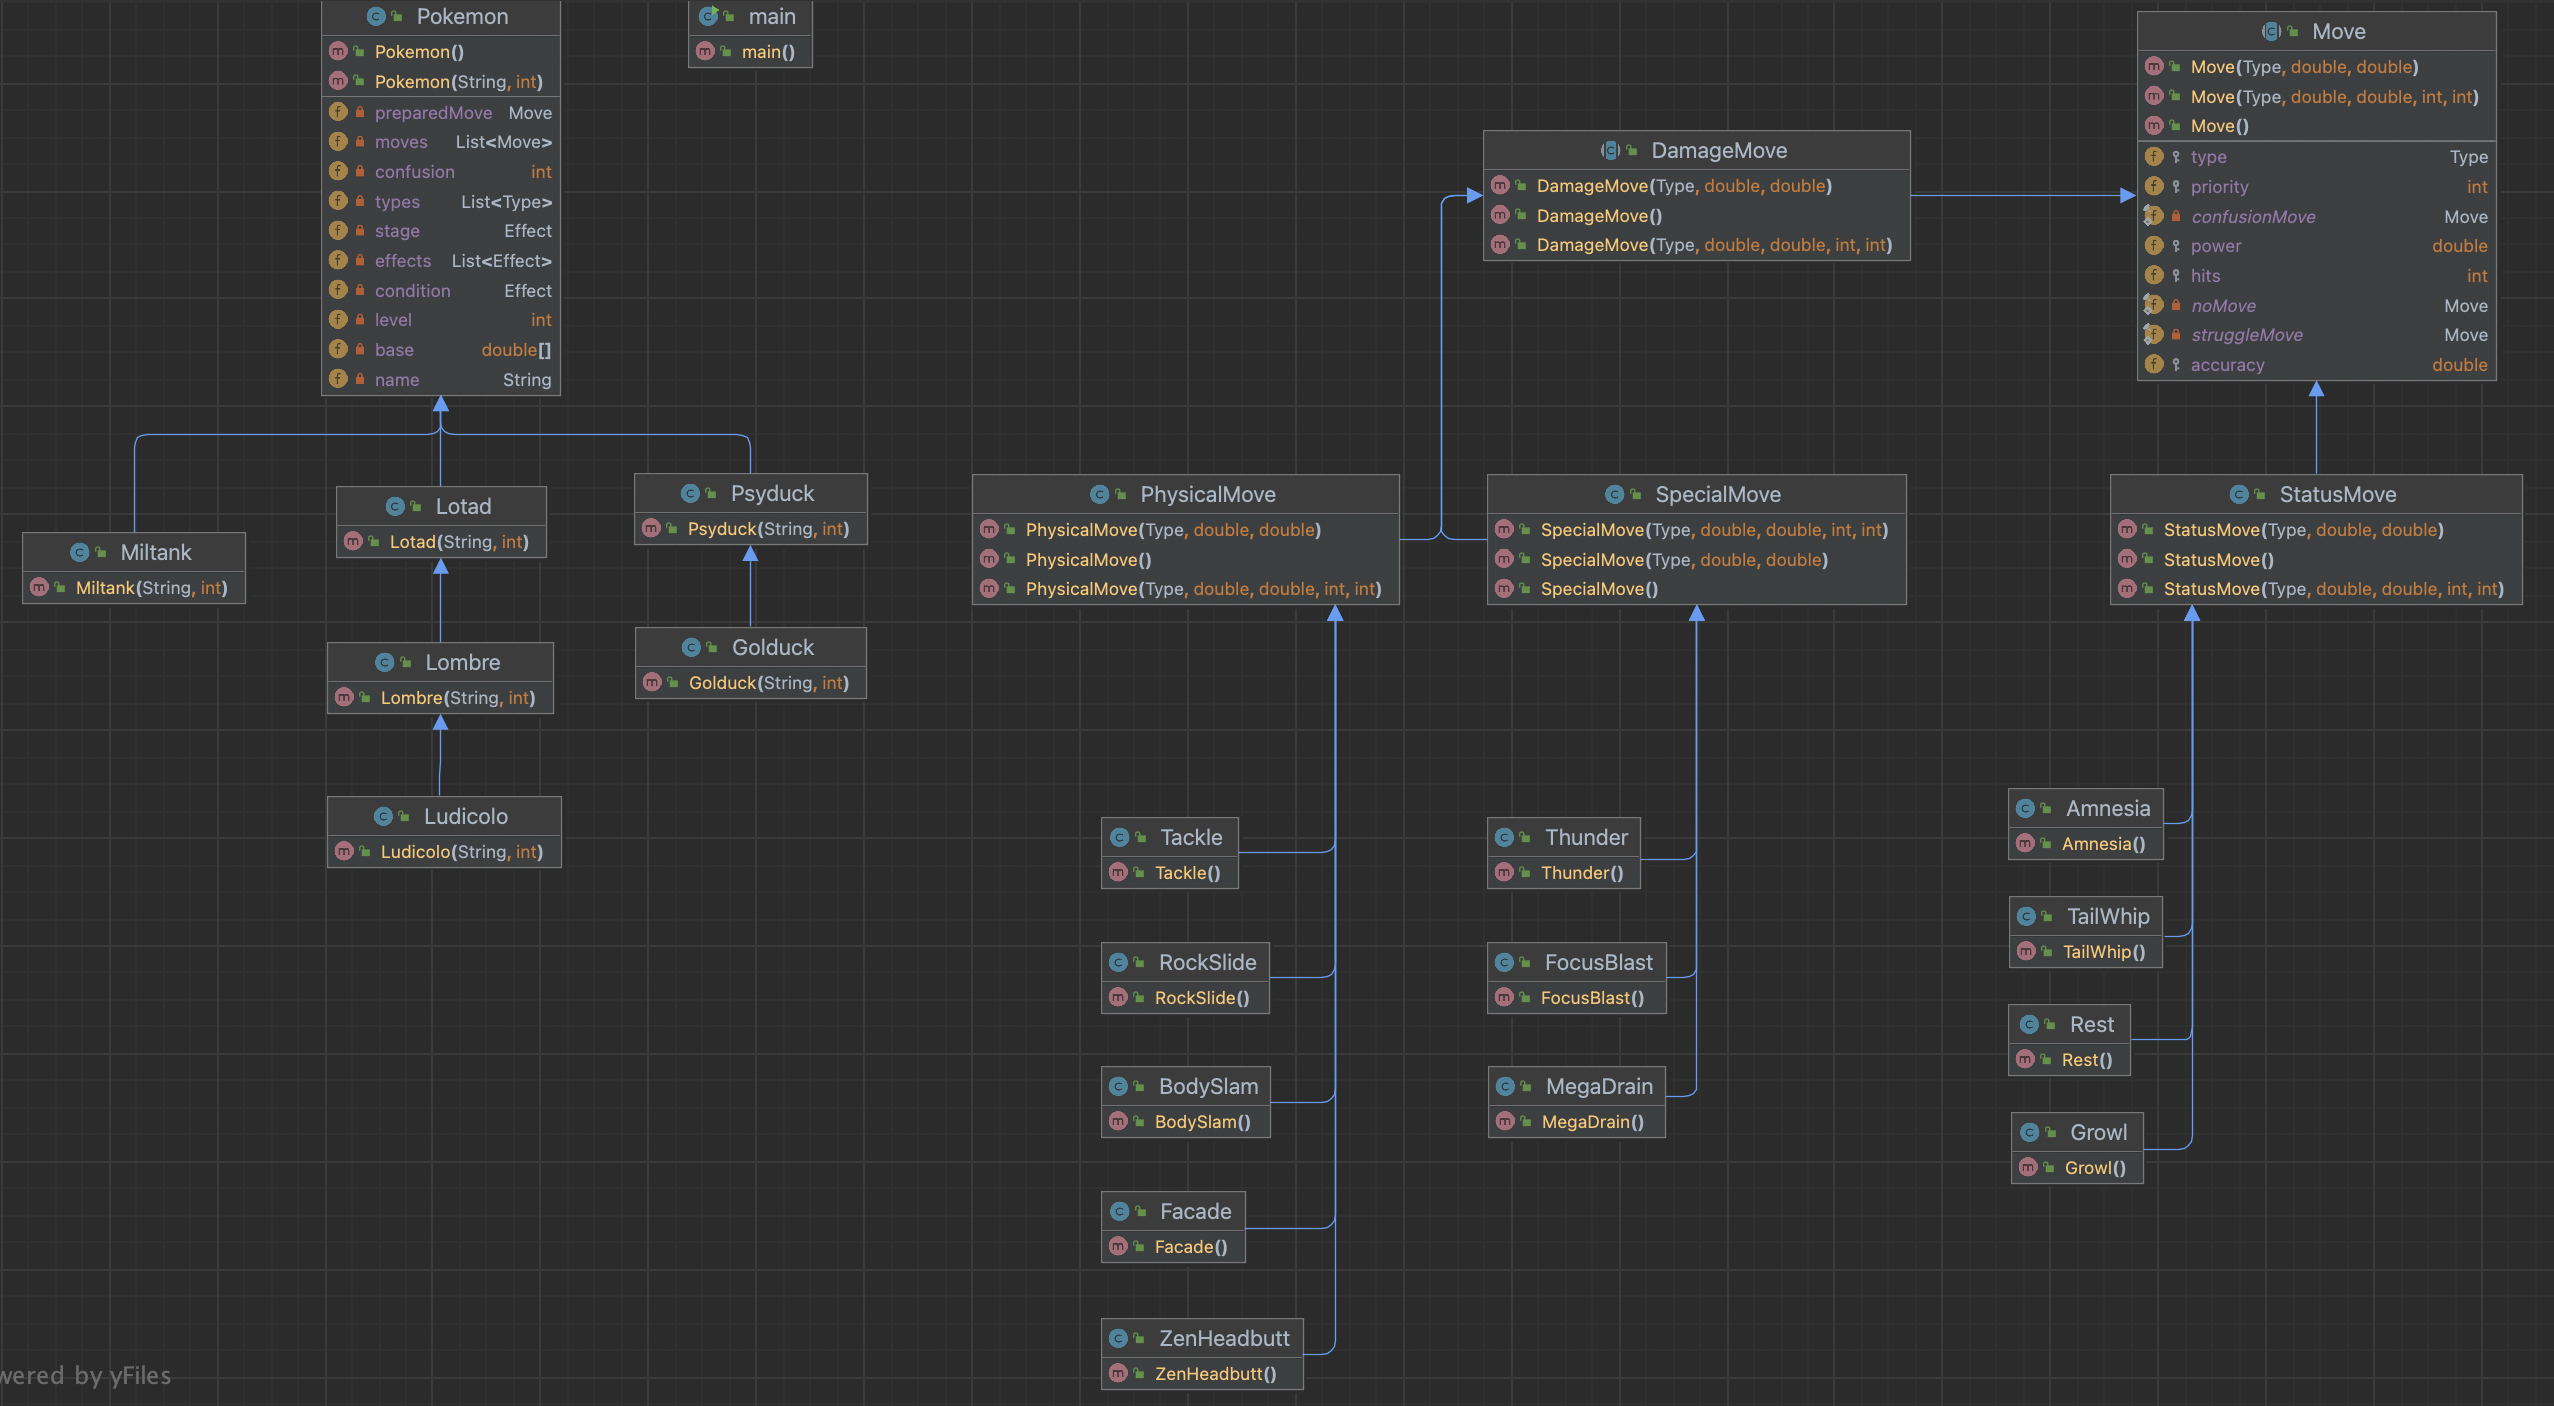 Pokemon
Pokemon()
Pokemon(String, int)
preparedMove Move
moves List<Move>
confusion int
types List<Type>
stage Effect
effects List<Effect>
condition Effect
level int
base double[]
name String
main
main()
Move
Move(Type, double, double)
Move(Type, double, double, int, int)
Move()
type Type
priority int
confusionMove Move
power double
hits int
noMove Move
struggleMove Move
accuracy double
DamageMove
DamageMove(Type, double, double)
DamageMove()
DamageMove(Type, double, double, int, int)
Miltank
Miltank(String, int)
Lotad
Lotad(String, int)
Psyduck
Psyduck(String, int)
Lombre
Lombre(String, int)
Golduck
Golduck(String, int)
Ludicolo
Ludicolo(String, int)
PhysicalMove
PhysicalMove(Type, double, double)
PhysicalMove()
PhysicalMove(Type, double, double, int, int)
SpecialMove
SpecialMove(Type, double, double, int, int)
SpecialMove(Type, double, double)
SpecialMove()
StatusMove
StatusMove(Type, double, double)
StatusMove()
StatusMove(Type, double, double, int, int)
Tackle
Tackle()
RockSlide
RockSlide()
BodySlam
BodySlam()
Facade
Facade()
ZenHeadbutt
ZenHeadbutt()
Thunder
Thunder()
FocusBlast
FocusBlast()
MegaDrain
MegaDrain()
Amnesia
Amnesia()
TailWhip
TailWhip()
Rest
Rest()
Growl
Growl()
wered by yFiles